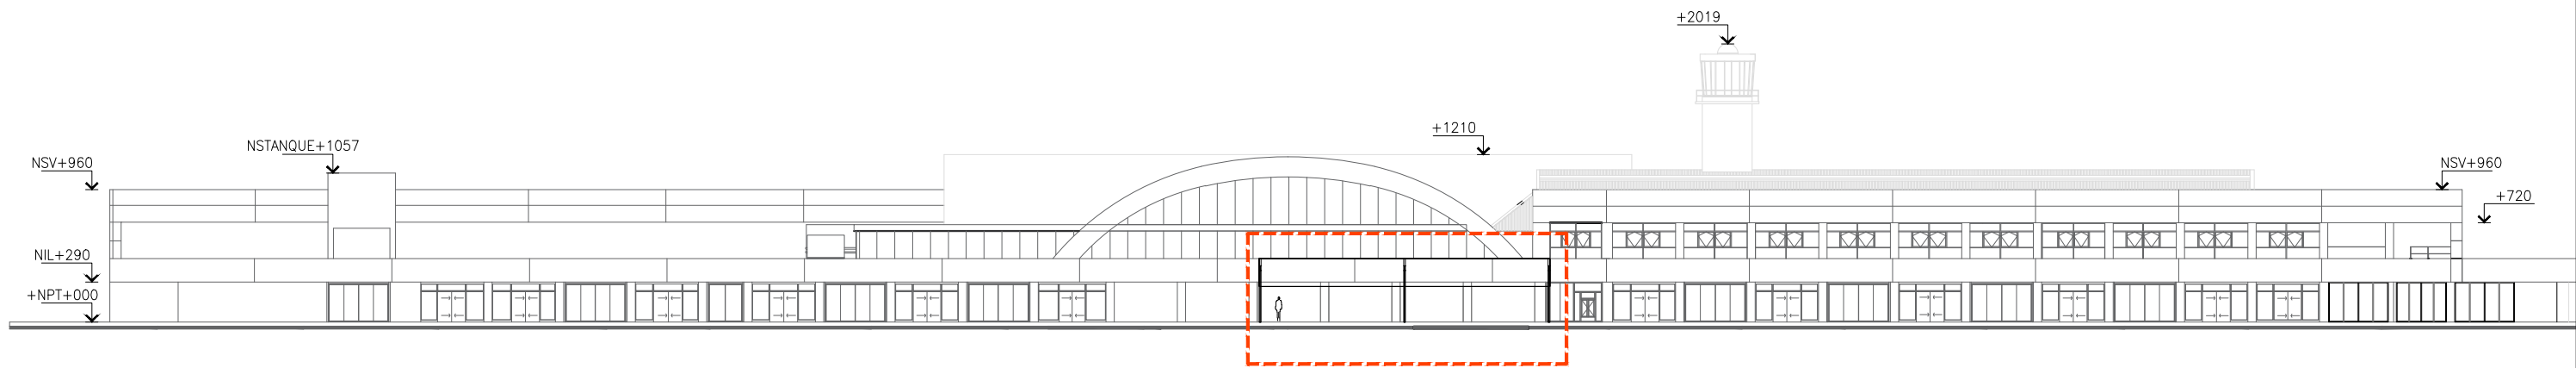 +2019
+1210
NSTANQUE+1057
NSV+960
NSV+960
+720
NIL+290
+NPT+000